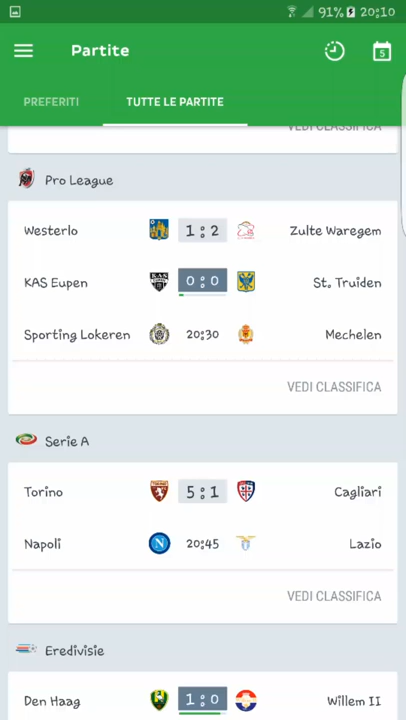 91% 20:10
Partite
5
PREFERITI TUTTE LE PARTITE
VEDI CLASSIFICA
Pro League
Westerlo 1:2 Zulte Waregem
KAS Eupen 0:0 St. Truiden
Sporting Lokeren 20:30 Mechelen
VEDI CLASSIFICA
Serie A
Torino 5:1 Cagliari
Napoli 20:45 Lazio
VEDI CLASSIFICA
Eredivisie
Den Haag 1:0 Willem II